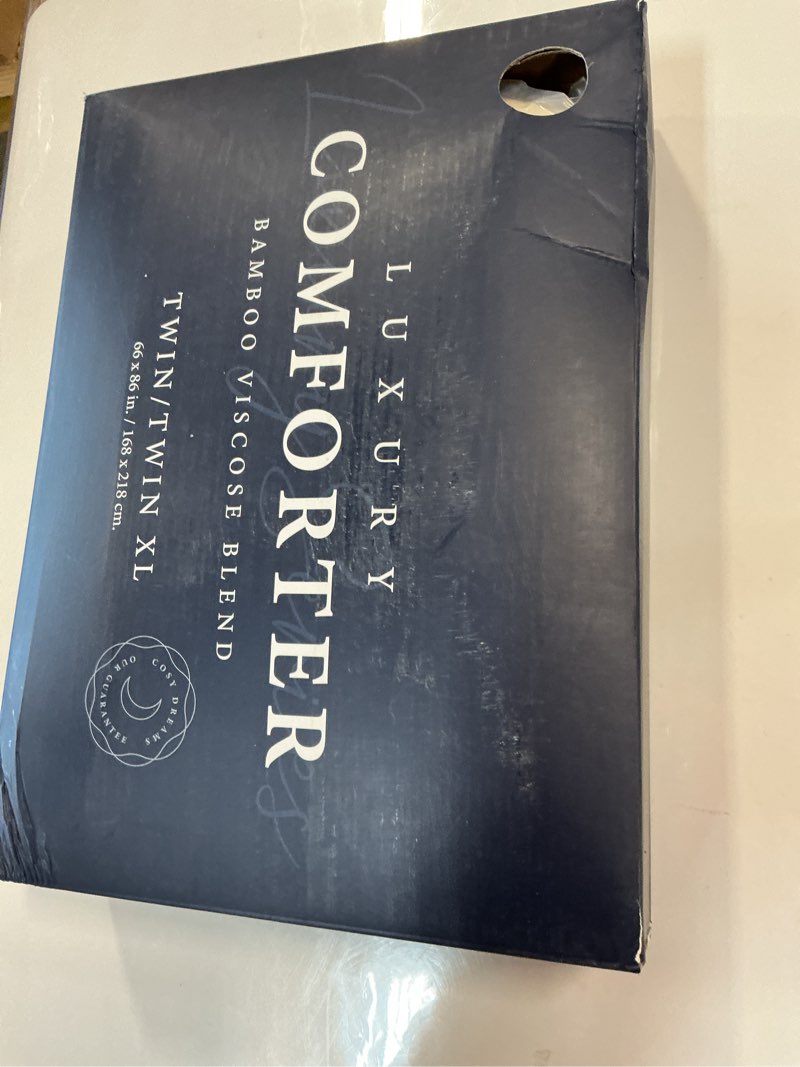 LUXURY
COMFORTER
BAMBOO VISCOSE BLEND
TWIN/TWIN XL
66 x 86 in. / 168 x 218 cm.
COSY DREAMS
OUR GUARANTEE